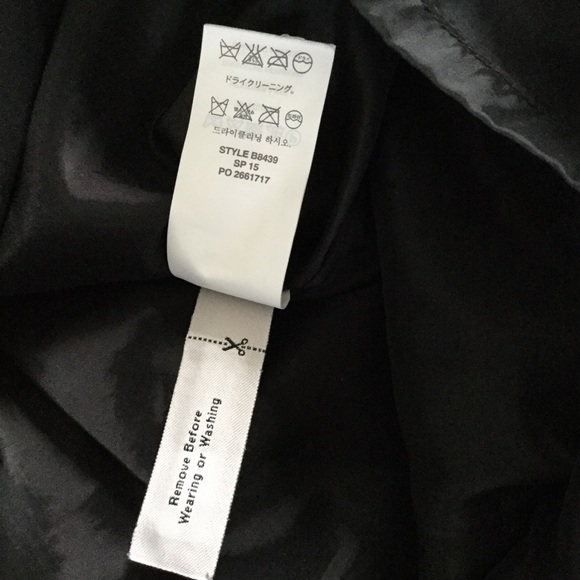 ドライクリーニング。
드라이클리닝 하시오.
STYLE B8439
SP 15
PO 2661717
Remove Before
Wearing or Washing